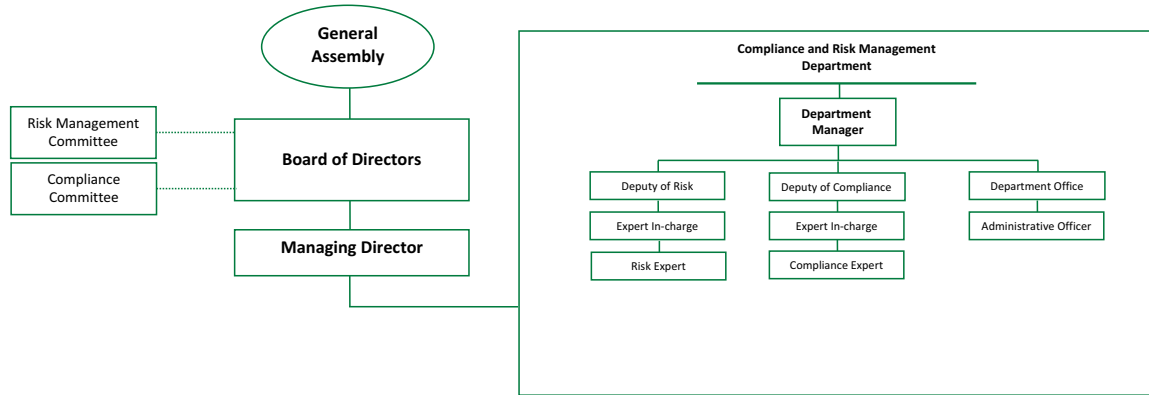 General
Assembly
Risk Management
Committee
Compliance
Committee
Board of Directors
Managing Director
Compliance and Risk Management
Department
Department
Manager
Deputy of Risk
Deputy of Compliance
Department Office
Expert In-charge
Expert In-charge
Administrative Officer
Risk Expert
Compliance Expert